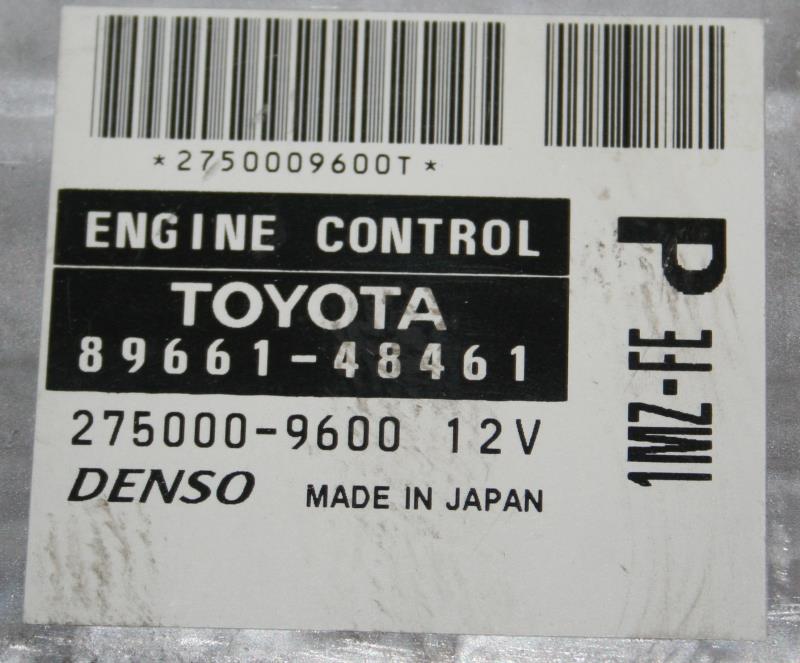 *2750009600T*
ENGINE CONTROL
TOYOTA
89661-48461
275000-9600 12V
DENSO MADE IN JAPAN
P
1MZ-FE